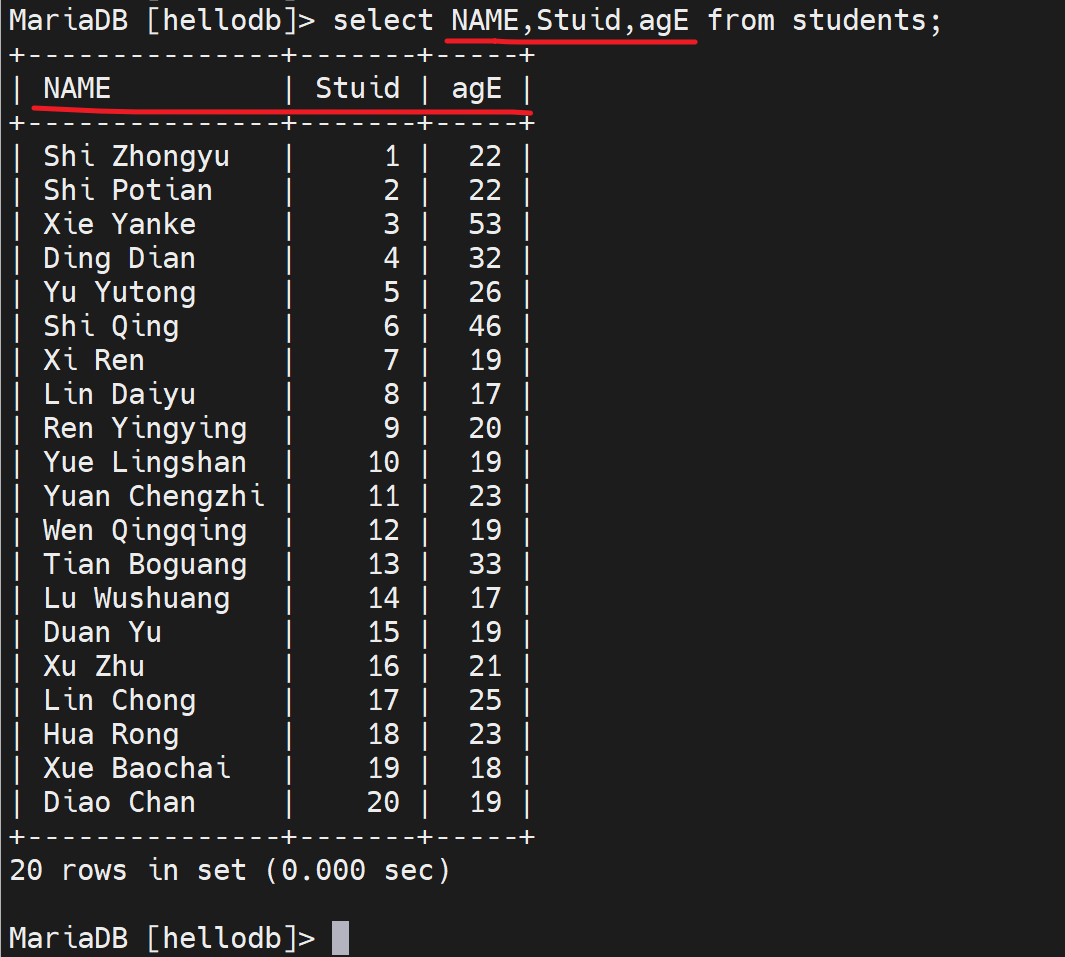 MariaDB [hellodb]> select NAME,Stuid,agE from students;
+---------------+-------+-----+
| NAME          | Stuid | agE |
+---------------+-------+-----+
| Shi Zhongyu   |     1 |  22 |
| Shi Potian    |     2 |  22 |
| Xie Yanke     |     3 |  53 |
| Ding Dian     |     4 |  32 |
| Yu Yutong     |     5 |  26 |
| Shi Qing      |     6 |  46 |
| Xi Ren        |     7 |  19 |
| Lin Daiyu     |     8 |  17 |
| Ren Yingying  |     9 |  20 |
| Yue Lingshan  |    10 |  19 |
| Yuan Chengzhi |    11 |  23 |
| Wen Qingqing  |    12 |  19 |
| Tian Boguang  |    13 |  33 |
| Lu Wushuang   |    14 |  17 |
| Duan Yu       |    15 |  19 |
| Xu Zhu        |    16 |  21 |
| Lin Chong     |    17 |  25 |
| Hua Rong      |    18 |  23 |
| Xue Baochai   |    19 |  18 |
| Diao Chan     |    20 |  19 |
+---------------+-------+-----+
20 rows in set (0.000 sec)
MariaDB [hellodb]>